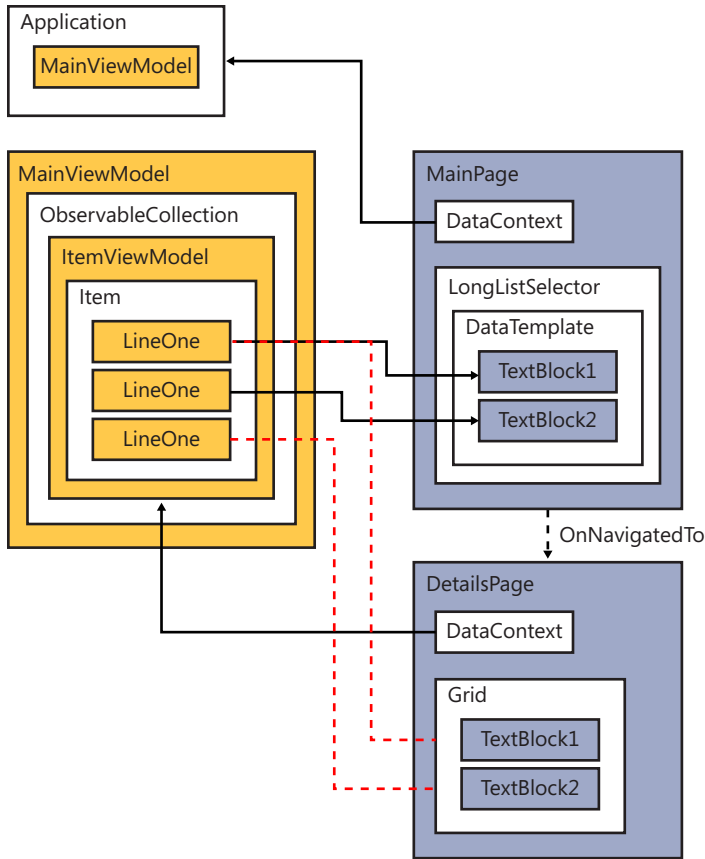 Application
MainViewModel
MainViewModel
ObservableCollection
ItemViewModel
Item
LineOne
LineOne
LineOne
MainPage
DataContext
LongListSelector
DataTemplate
TextBlock1
TextBlock2
OnNavigatedTo
DetailsPage
DataContext
Grid
TextBlock1
TextBlock2